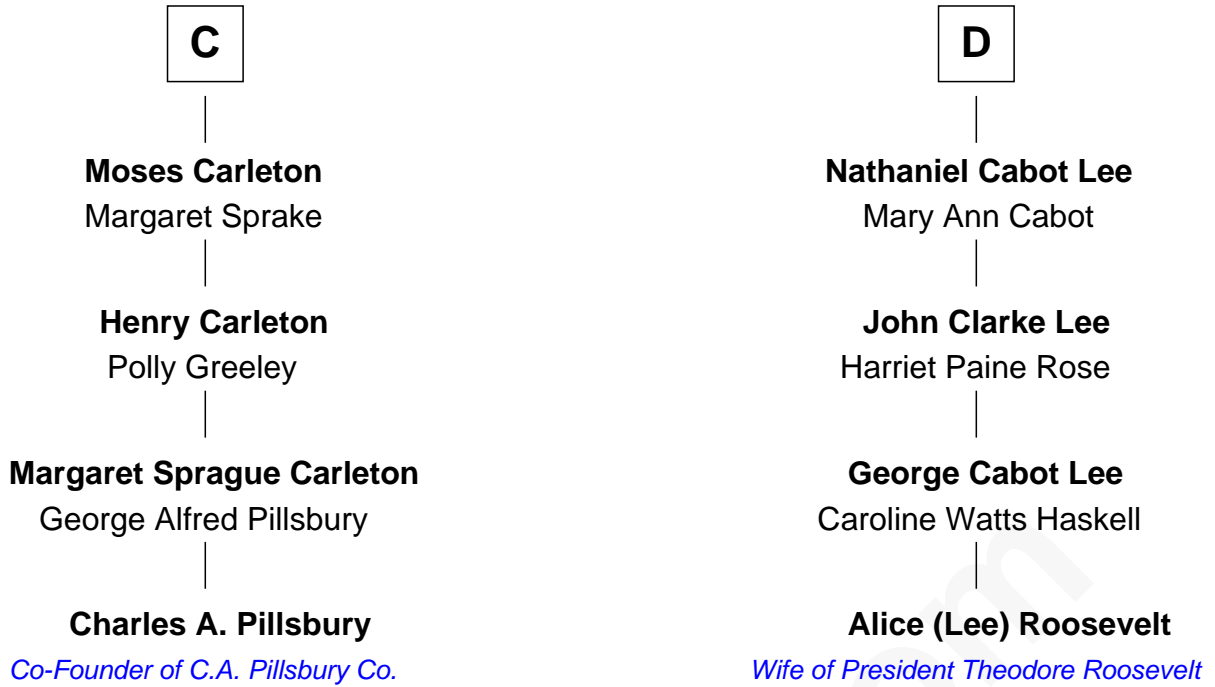 C
D
Moses Carleton
Margaret Sprake
Nathaniel Cabot Lee
Mary Ann Cabot
Henry Carleton
Polly Greeley
John Clarke Lee
Harriet Paine Rose
Margaret Sprague Carleton
George Alfred Pillsbury
George Cabot Lee
Caroline Watts Haskell
Charles A. Pillsbury
Co-Founder of C.A. Pillsbury Co.
Alice (Lee) Roosevelt
Wife of President Theodore Roosevelt